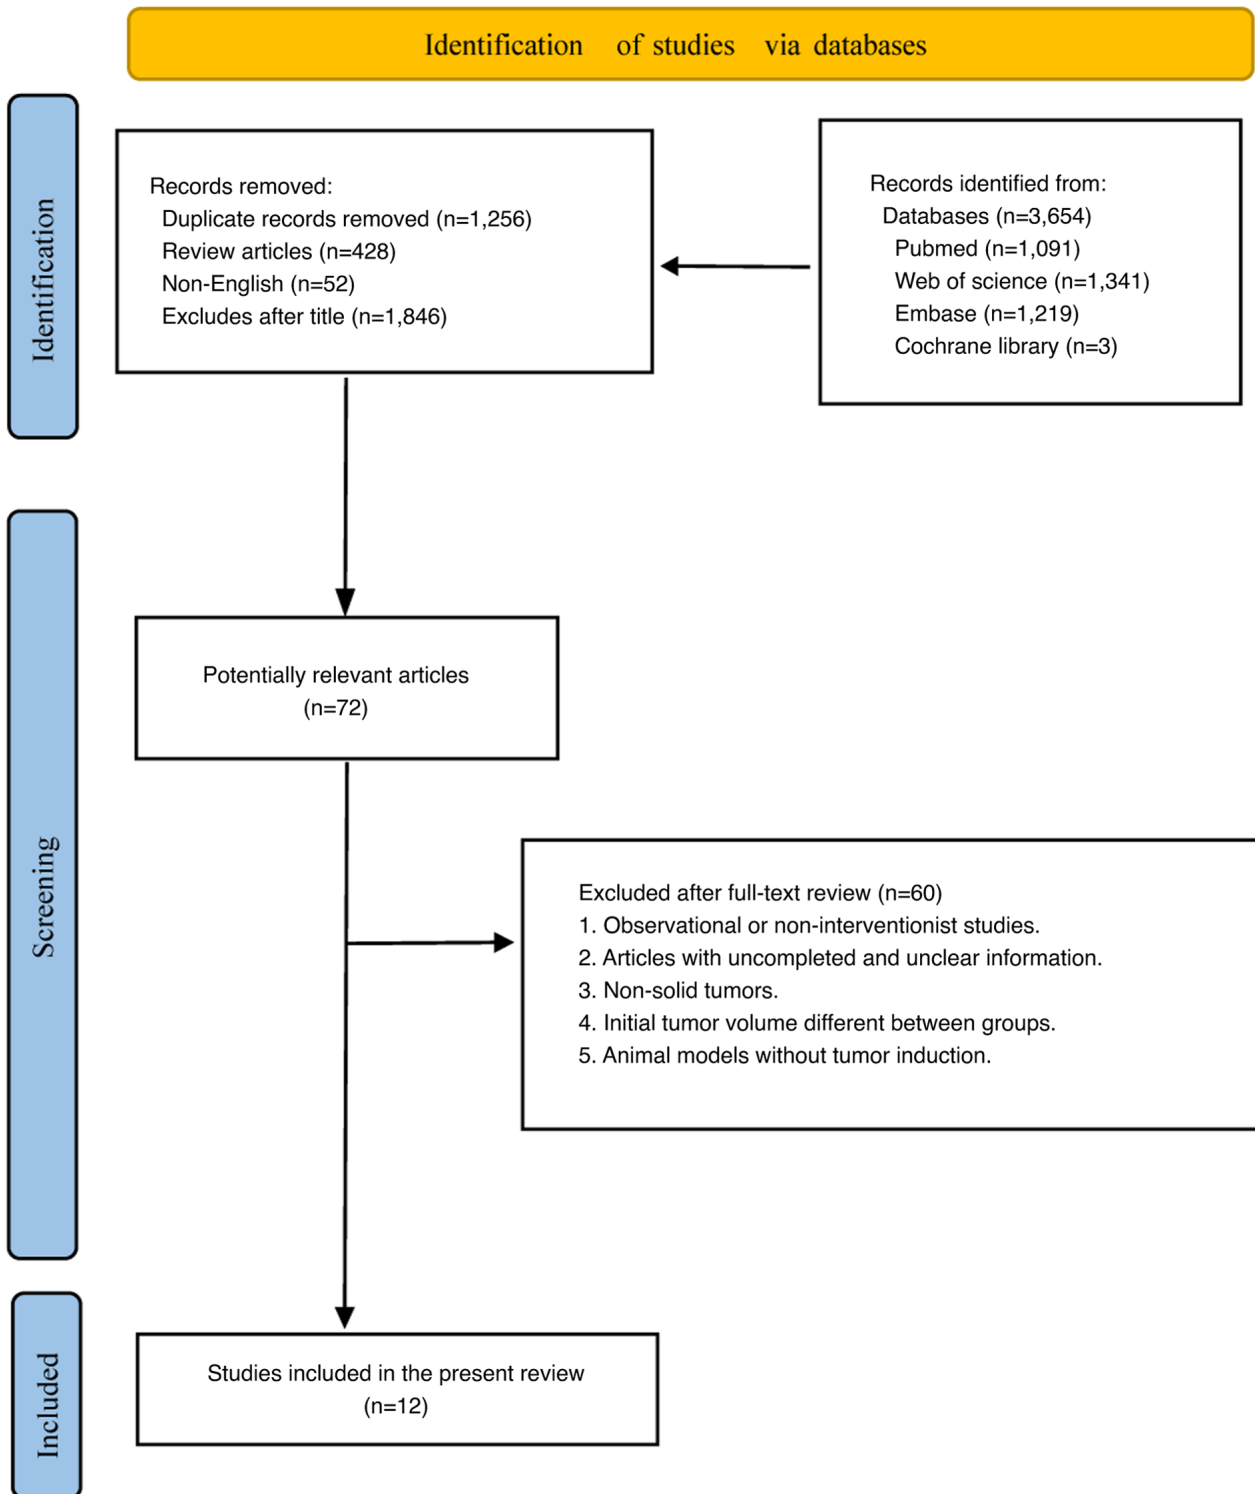 Identification of studies via databases
Identification
Records removed:
Duplicate records removed (n=1,256)
Review articles (n=428)
Non-English (n=52)
Excludes after title (n=1,846)
Records identified from:
Databases (n=3,654)
Pubmed (n=1,091)
Web of science (n=1,341)
Embase (n=1,219)
Cochrane library (n=3)
Screening
Potentially relevant articles
(n=72)
Excluded after full-text review (n=60)
1. Observational or non-interventionist studies.
2. Articles with uncompleted and unclear information.
3. Non-solid tumors.
4. Initial tumor volume different between groups.
5. Animal models without tumor induction.
Included
Studies included in the present review
(n=12)